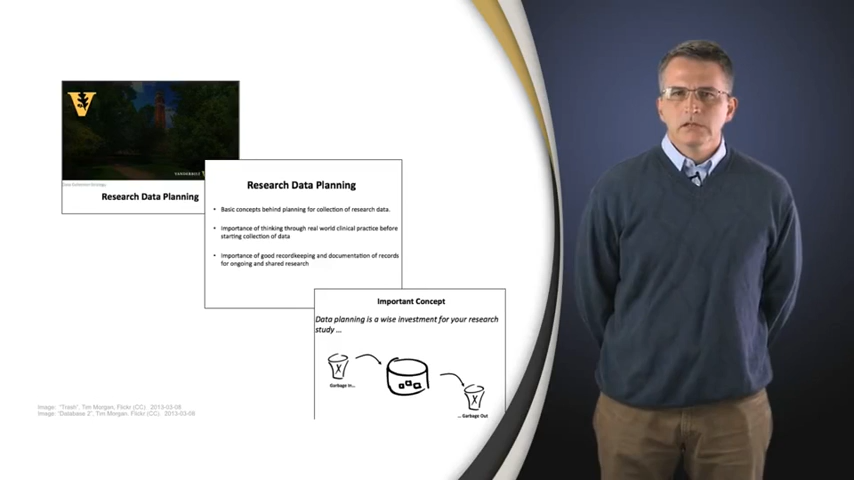 V
VANDERBILT
Data Collection Strategy
Research Data Planning
Research Data Planning
• Basic concepts behind planning for collection of research data.
• Importance of thinking through real world clinical practice before
starting collection of data
• Importance of good recordkeeping and documentation of records
for ongoing and shared research
Important Concept
Data planning is a wise investment for your research
study ...
X
Garbage In...
X
... Garbage Out
Image: "Trash", Tim Morgan, Flickr (CC). 2013-03-08
Image: "Database 2", Tim Morgan, Flickr (CC). 2013-03-08